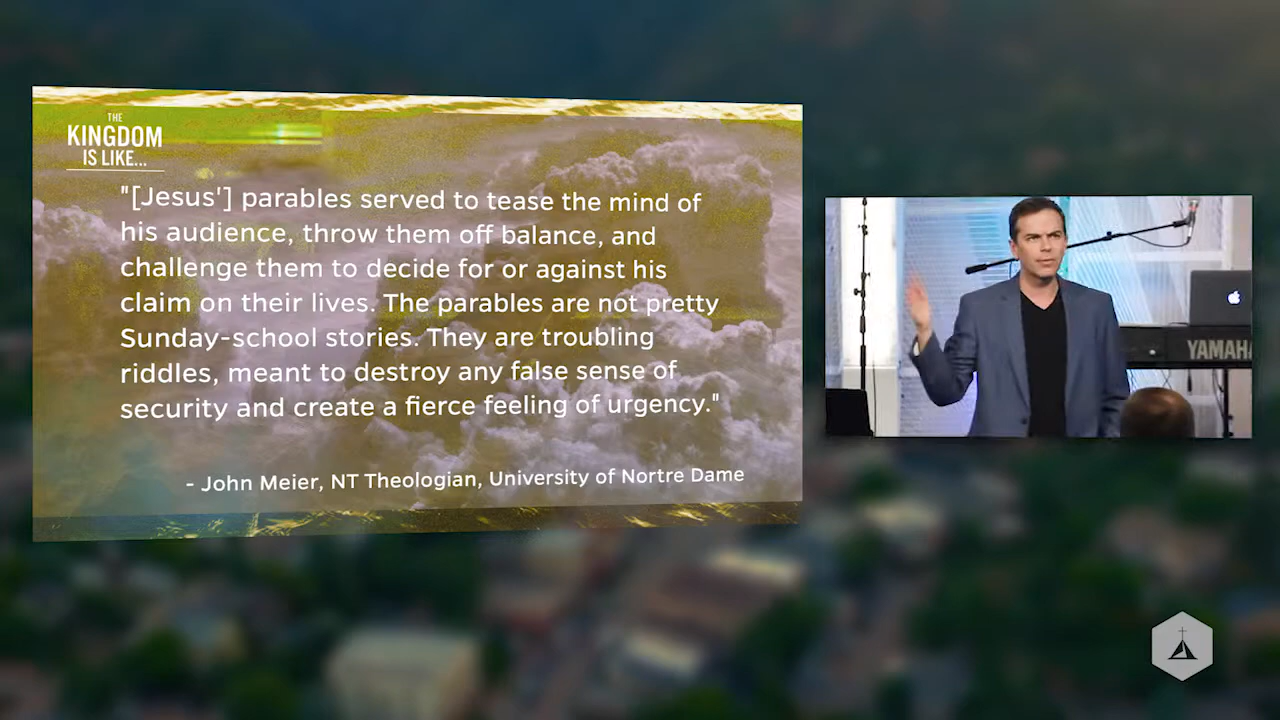 THE
KINGDOM
IS LIKE...
"[Jesus'] parables served to tease the mind of
his audience, throw them off balance, and
challenge them to decide for or against his
claim on their lives. The parables are not pretty
Sunday-school stories. They are troubling
riddles, meant to destroy any false sense of
security and create a fierce feeling of urgency."
- John Meier, NT Theologian, University of Nortre Dame
YAMAHA